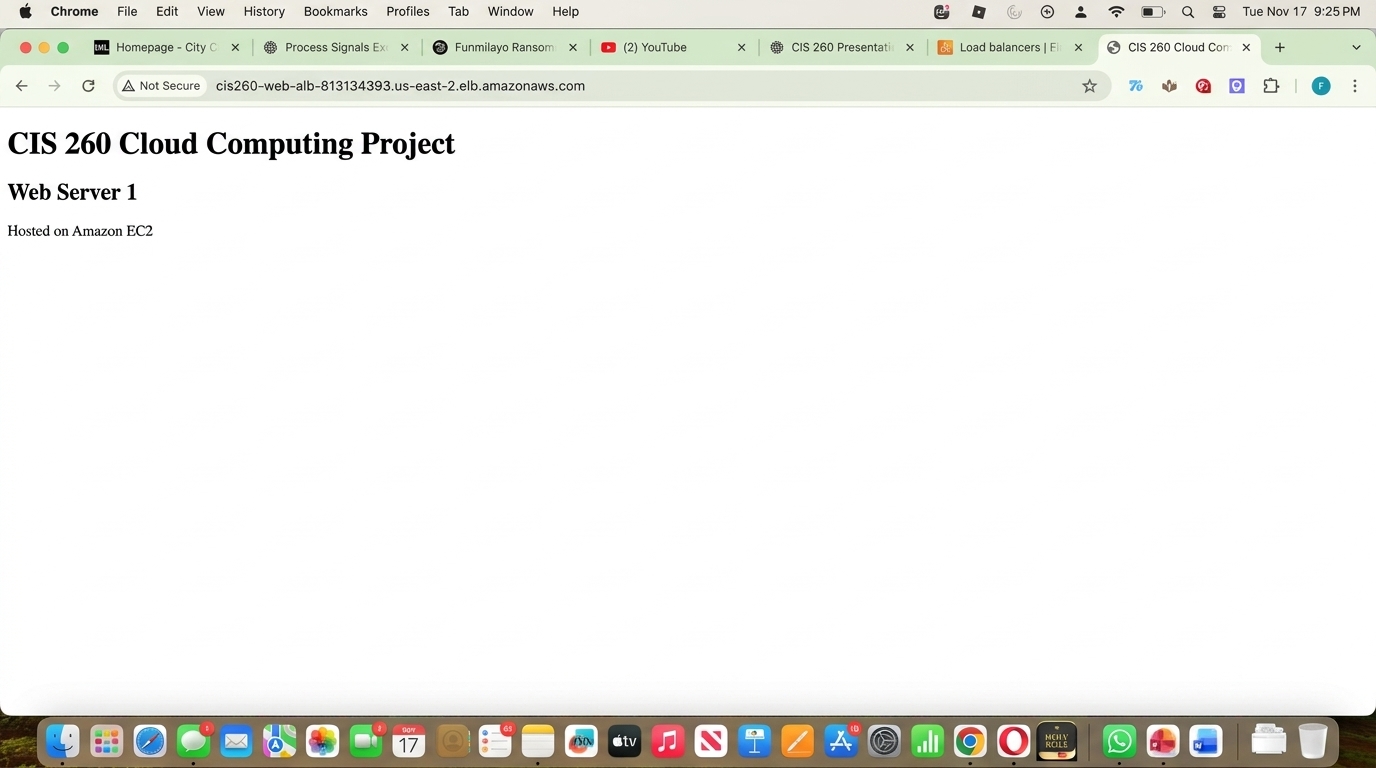 Chrome File Edit View History Bookmarks Profiles Tab Window Help Tue Nov 17 9:25 PM
EML Homepage - City C Process Signals Ex Funmilayo Ransom (2) YouTube CIS 260 Presentati Load balancers | E CIS 260 Cloud Com
Not Secure cis260-web-alb-813134393.us-east-2.elb.amazonaws.com F
CIS 260 Cloud Computing Project
Web Server 1
Hosted on Amazon EC2
17 tv